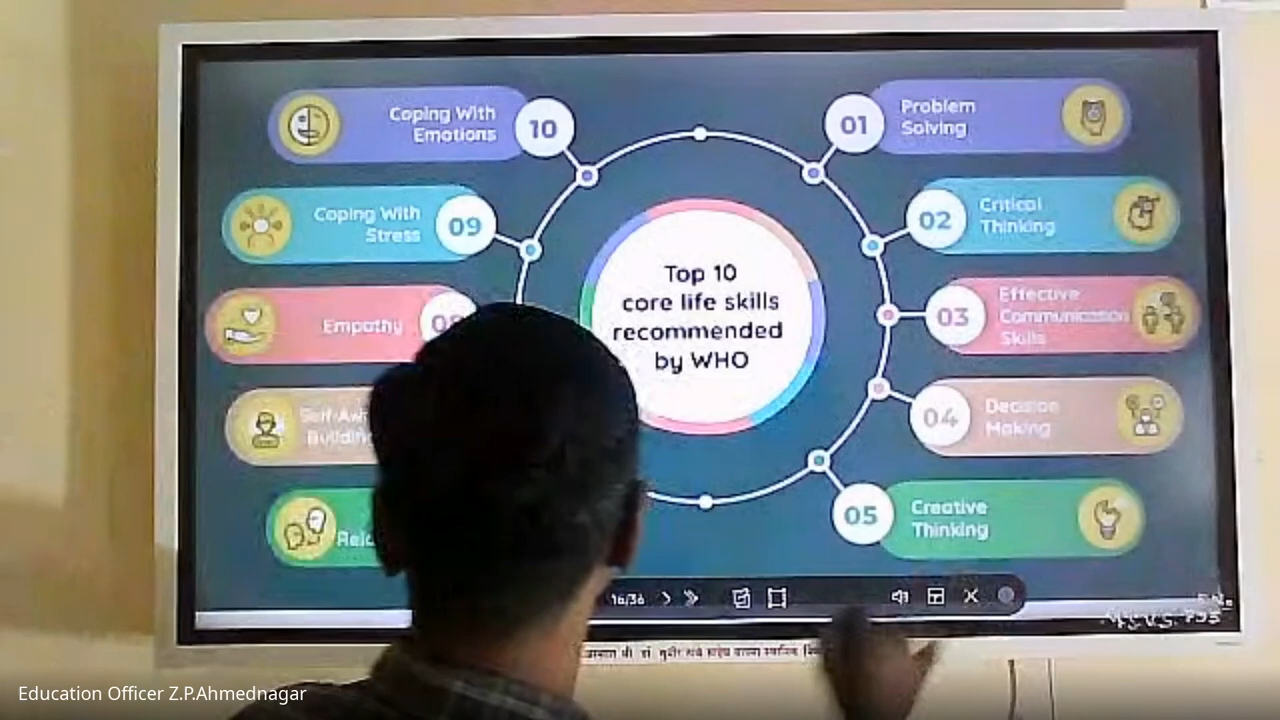 Coping With
Emotions
10
01
Problem
Solving
Coping With
Stress
09
02
Critical
Thinking
Empathy
03
Effective
Communication
Skills
Top 10
core life skills
recommended
by WHO
Building
04
Decision
Making
05
Creative
Thinking
16/36
Education Officer Z.P.Ahmednagar